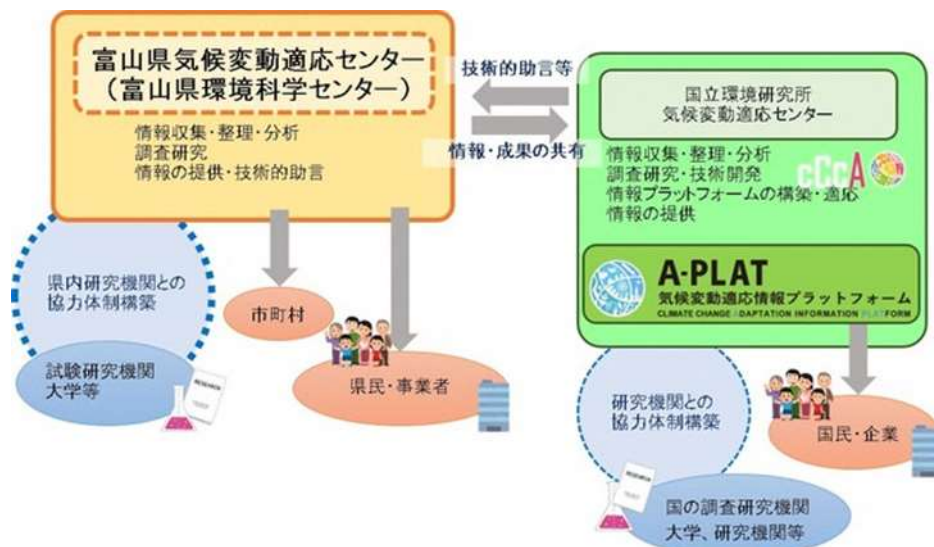 富山県気候変動適応センター
（富山県環境科学センター）
情報収集・整理・分析
調査研究
情報の提供・技術的助言
技術的助言等
情報・成果の共有
国立環境研究所
気候変動適応センター
情報収集・整理・分析
調査研究・技術開発
情報プラットフォームの構築・適応
情報の提供
cCcA
A-PLAT
気候変動適応情報プラットフォーム
CLIMATE CHANGE ADAPTATION INFORMATION PLATFORM
県内研究機関との
協力体制構築
試験研究機関
大学等
RESEARCH
市町村
県民・事業者
研究機関との
協力体制構築
国民・企業
RESEARCH
国の調査研究機関
大学、研究機関等